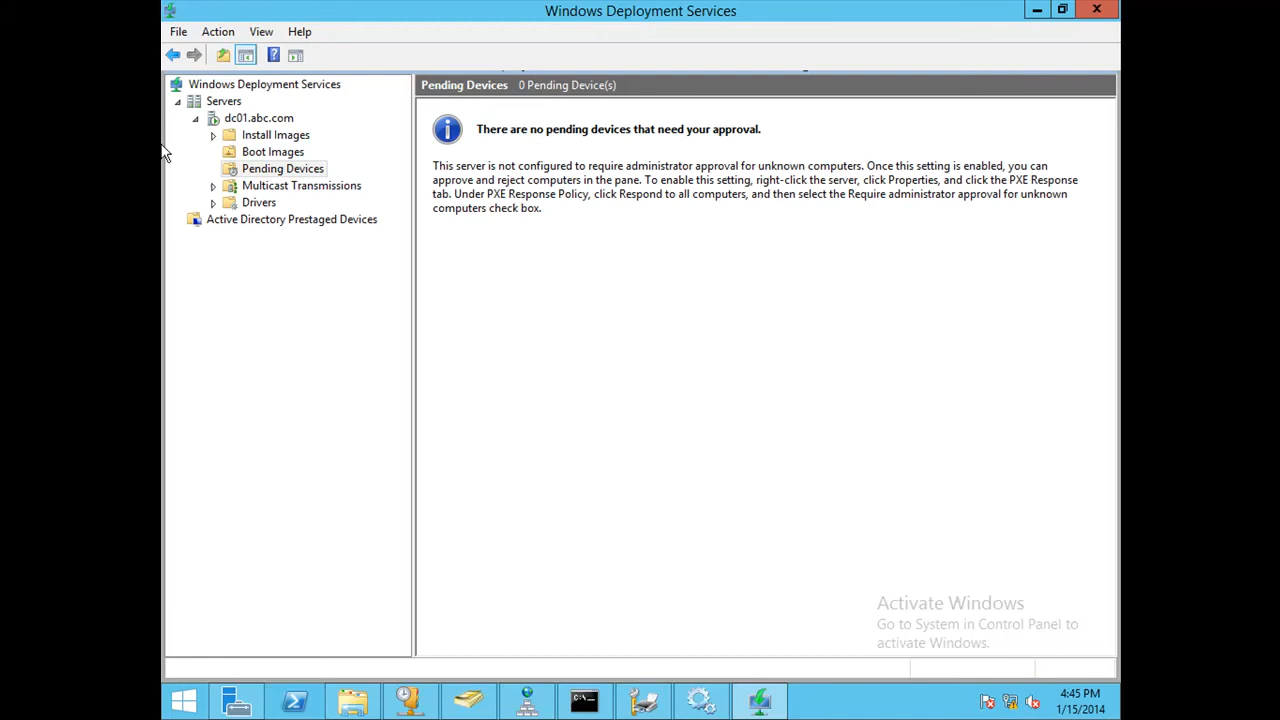 Windows Deployment Services
File Action View Help
Windows Deployment Services
Servers
dc01.abc.com
Install Images
Boot Images
Pending Devices
Multicast Transmissions
Drivers
Active Directory Prestaged Devices
Pending Devices 0 Pending Device(s)
There are no pending devices that need your approval.
This server is not configured to require administrator approval for unknown computers. Once this setting is enabled, you can
approve and reject computers in the pane. To enable this setting, right-click the server, click Properties, and click the PXE Response
tab. Under PXE Response Policy, click Respond to all computers, and then select the Require administrator approval for unknown
computers check box.
Activate Windows
Go to System in Control Panel to
activate Windows.
4:45 PM
1/15/2014